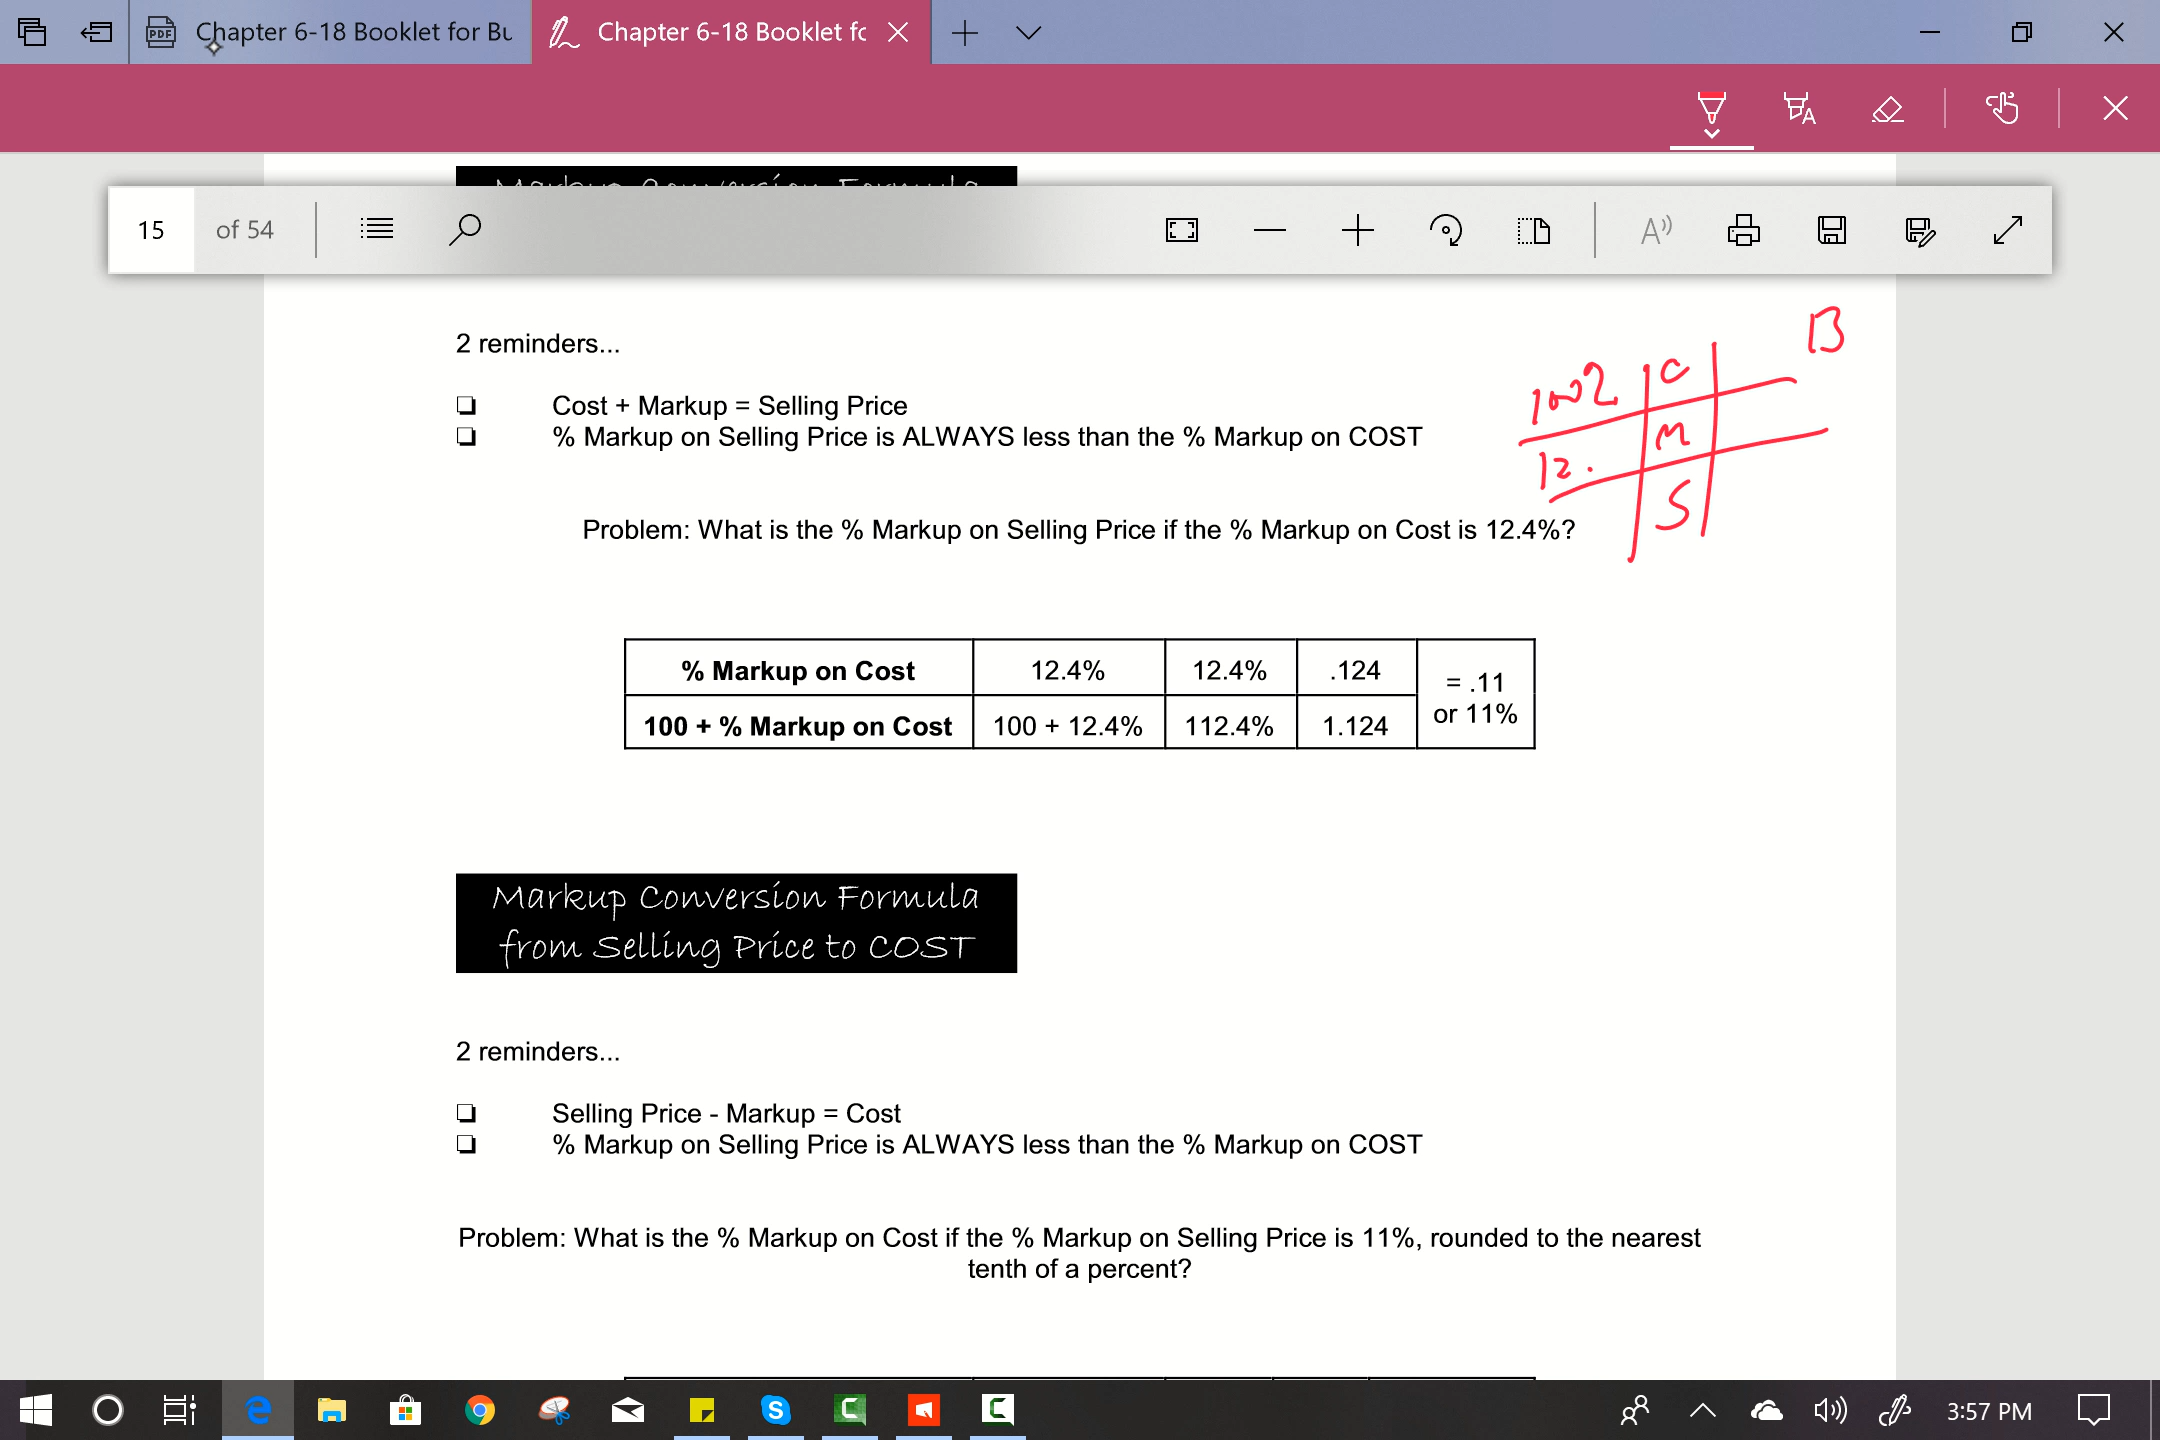 Chapter 6-18 Booklet for Bu
Chapter 6-18 Booklet fo
Markup Conversion Formula
15 of 54
2 reminders...
Cost + Markup = Selling Price
% Markup on Selling Price is ALWAYS less than the % Markup on COST
B
100% C
12. M
S
Problem: What is the % Markup on Selling Price if the % Markup on Cost is 12.4%?
% Markup on Cost 12.4% 12.4% .124
100 + % Markup on Cost 100 + 12.4% 112.4% 1.124
= .11
or 11%
Markup Conversion Formula
from Selling Price to COST
2 reminders...
Selling Price - Markup = Cost
% Markup on Selling Price is ALWAYS less than the % Markup on COST
Problem: What is the % Markup on Cost if the % Markup on Selling Price is 11%, rounded to the nearest
tenth of a percent?
3:57 PM